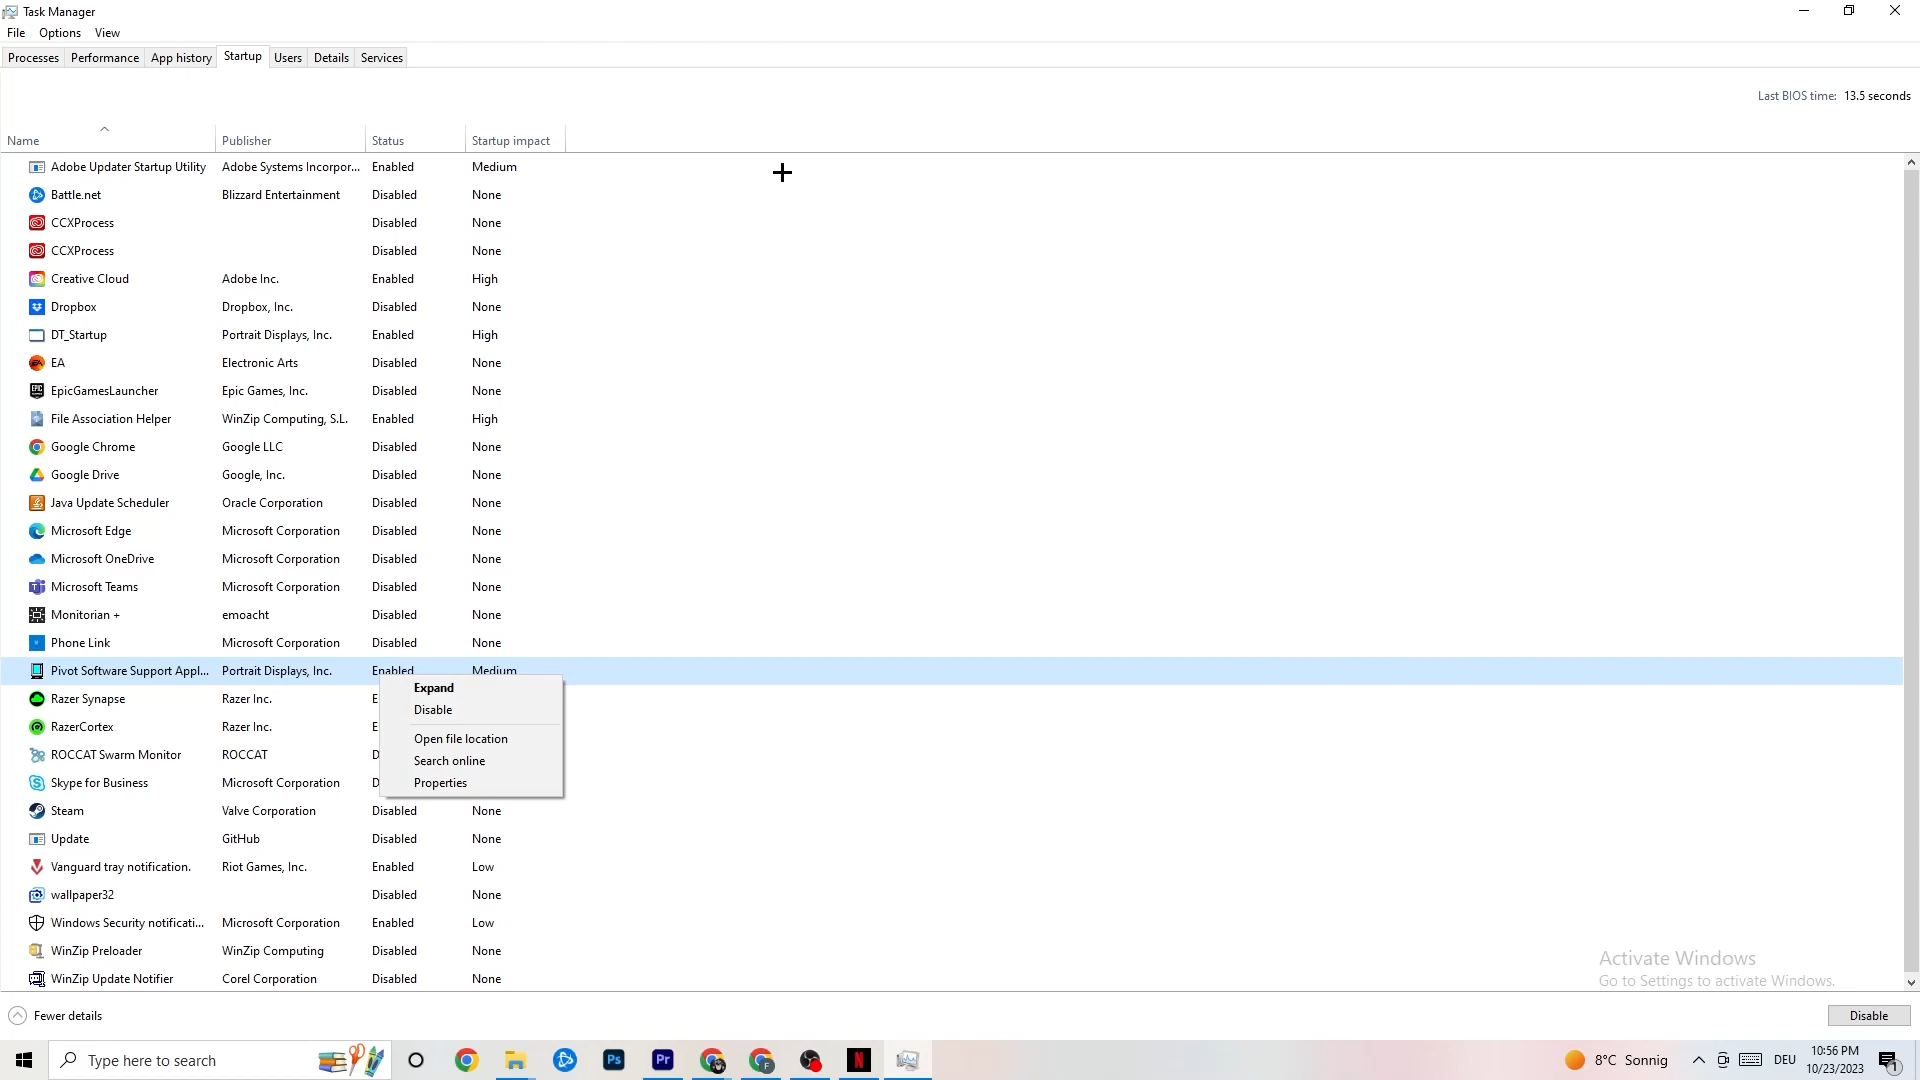 Task Manager
File Options View
Processes Performance App history Startup Users Details Services
Last BIOS time: 13.5 seconds
Name Publisher Status Startup impact
Adobe Updater Startup Utility Adobe Systems Incorpor... Enabled Medium
Battle.net Blizzard Entertainment Disabled None
CCXProcess Disabled None
CCXProcess Disabled None
Creative Cloud Adobe Inc. Enabled High
Dropbox Dropbox, Inc. Disabled None
DT_Startup Portrait Displays, Inc. Enabled High
EA Electronic Arts Disabled None
EpicGamesLauncher Epic Games, Inc. Disabled None
File Association Helper WinZip Computing, S.L. Enabled High
Google Chrome Google LLC Disabled None
Google Drive Google, Inc. Disabled None
Java Update Scheduler Oracle Corporation Disabled None
Microsoft Edge Microsoft Corporation Disabled None
Microsoft OneDrive Microsoft Corporation Disabled None
Microsoft Teams Microsoft Corporation Disabled None
Monitorian + emoacht Disabled None
Phone Link Microsoft Corporation Disabled None
Pivot Software Support Appl... Portrait Displays, Inc. Enabled Medium
Razer Synapse Razer Inc. E
RazerCortex Razer Inc. E
ROCCAT Swarm Monitor ROCCAT D
Skype for Business Microsoft Corporation D
Expand
Disable
Open file location
Search online
Properties
Steam Valve Corporation Disabled None
Update GitHub Disabled None
Vanguard tray notification. Riot Games, Inc. Enabled Low
wallpaper32 Disabled None
Windows Security notificati... Microsoft Corporation Enabled Low
WinZip Preloader WinZip Computing Disabled None
WinZip Update Notifier Corel Corporation Disabled None
Activate Windows
Go to Settings to activate Windows.
Fewer details Disable
Type here to search Ps Pr F N 8°C Sonnig DEU 10:56 PM
10/23/2023 1